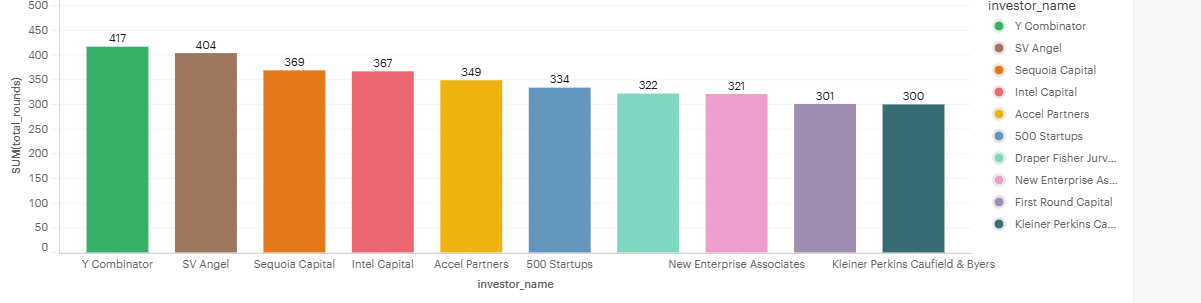 500
450
400
350
300
250
200
150
100
50
0
SUM(total_rounds)
417
404
369
367
349
334
322
321
301
300
Y Combinator
SV Angel
Sequoia Capital
Intel Capital
Accel Partners
500 Startups
New Enterprise Associates
Kleiner Perkins Caufield & Byers
investor_name
investor_name
Y Combinator
SV Angel
Sequoia Capital
Intel Capital
Accel Partners
500 Startups
Draper Fisher Jurv...
New Enterprise As...
First Round Capital
Kleiner Perkins Ca...